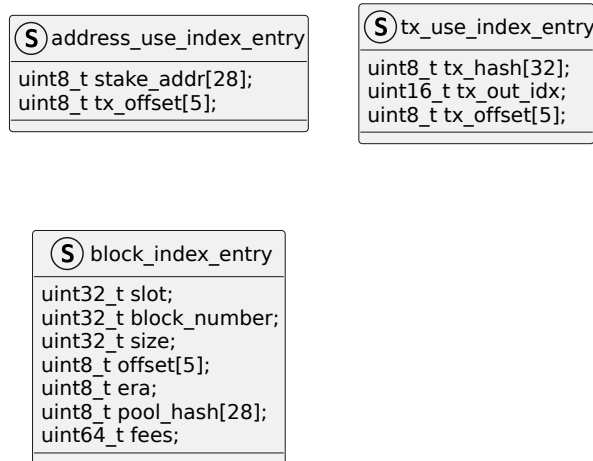 S address_use_index_entry
uint8_t stake_addr[28];
uint8_t tx_offset[5];
S tx_use_index_entry
uint8_t tx_hash[32];
uint16_t tx_out_idx;
uint8_t tx_offset[5];
S block_index_entry
uint32_t slot;
uint32_t block_number;
uint32_t size;
uint8_t offset[5];
uint8_t era;
uint8_t pool_hash[28];
uint64_t fees;